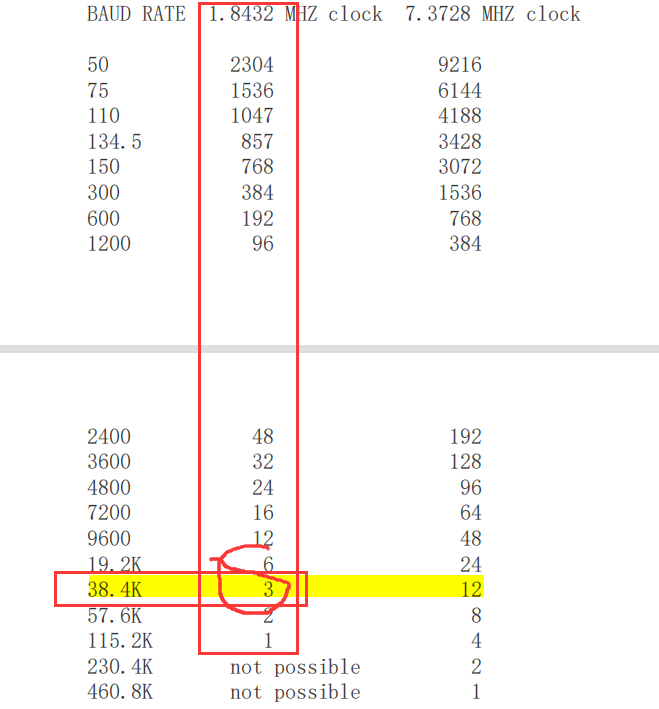 BAUD RATE 1.8432 MHZ clock 7.3728 MHZ clock
50 2304 9216
75 1536 6144
110 1047 4188
134.5 857 3428
150 768 3072
300 384 1536
600 192 768
1200 96 384
2400 48 192
3600 32 128
4800 24 96
7200 16 64
9600 12 48
19.2K 6 24
38.4K 3 12
57.6K 2 8
115.2K 1 4
230.4K not possible 2
460.8K not possible 1